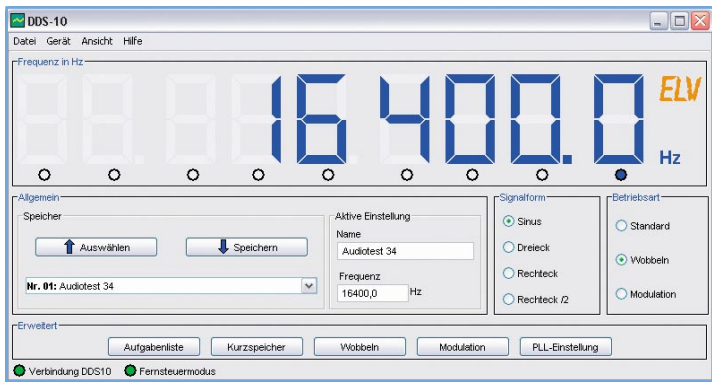 DDS-10
Datei Gerät Ansicht Hilfe
Frequenz in Hz
16400.0
ELV
Hz
Allgemein
Speicher
Auswählen
Speichern
Nr. 01: Audiotest 34
Aktive Einstellung
Name
Audiotest 34
Frequenz
16400,0 Hz
Signalform
Sinus
Dreieck
Rechteck
Rechteck /2
Betriebsart
Standard
Wobbeln
Modulation
Erweitert
Aufgabenliste Kurzspeicher Wobbeln Modulation PLL-Einstellung
Verbindung DDS10 Fernsteuermodus